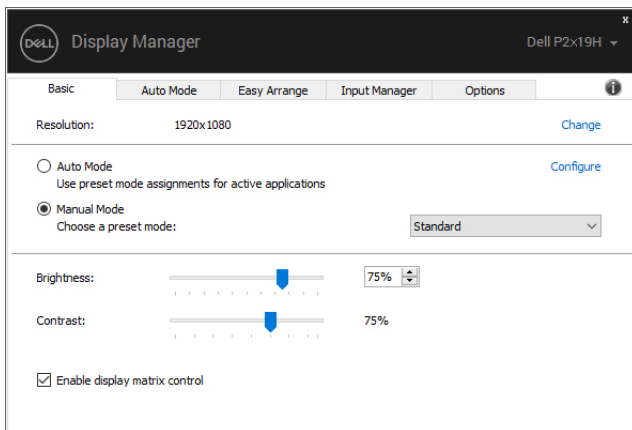 x
DELL Display Manager Dell P2x19H
Basic Auto Mode Easy Arrange Input Manager Options i
Resolution: 1920x1080 Change
Auto Mode Configure
Use preset mode assignments for active applications
Manual Mode
Choose a preset mode: Standard
Brightness: 75%
Contrast: 75%
Enable display matrix control